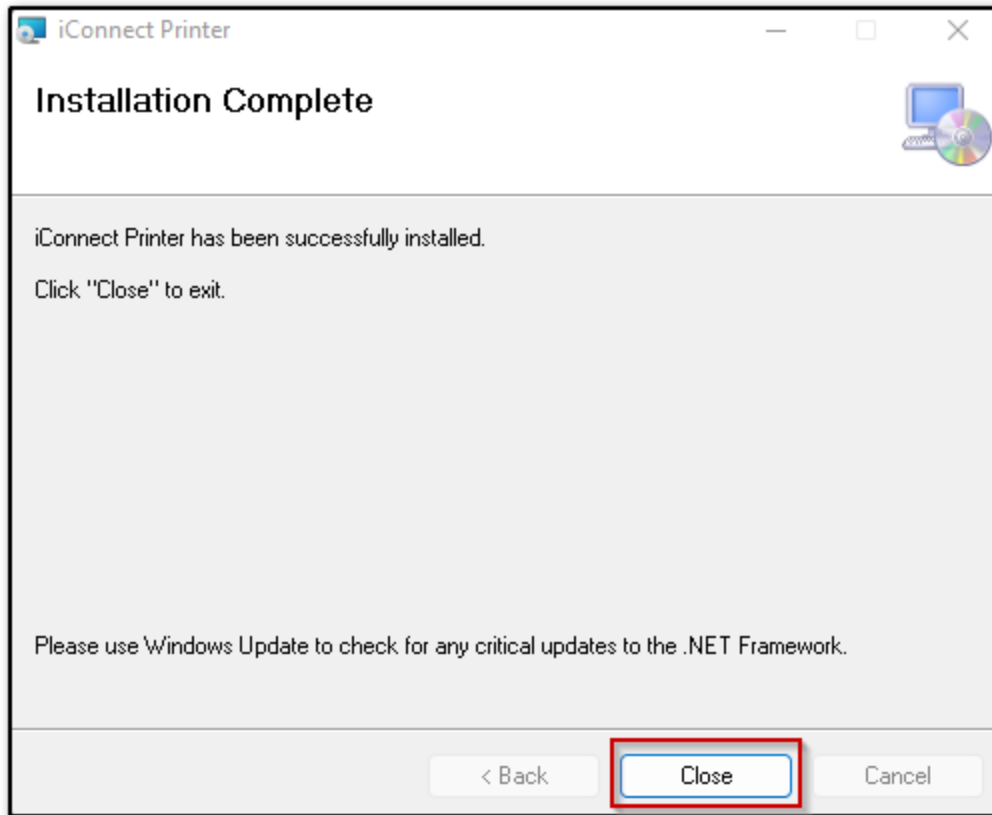 iConnect Printer
Installation Complete
iConnect Printer has been successfully installed.
Click "Close" to exit.
Please use Windows Update to check for any critical updates to the .NET Framework.
< Back
Close
Cancel